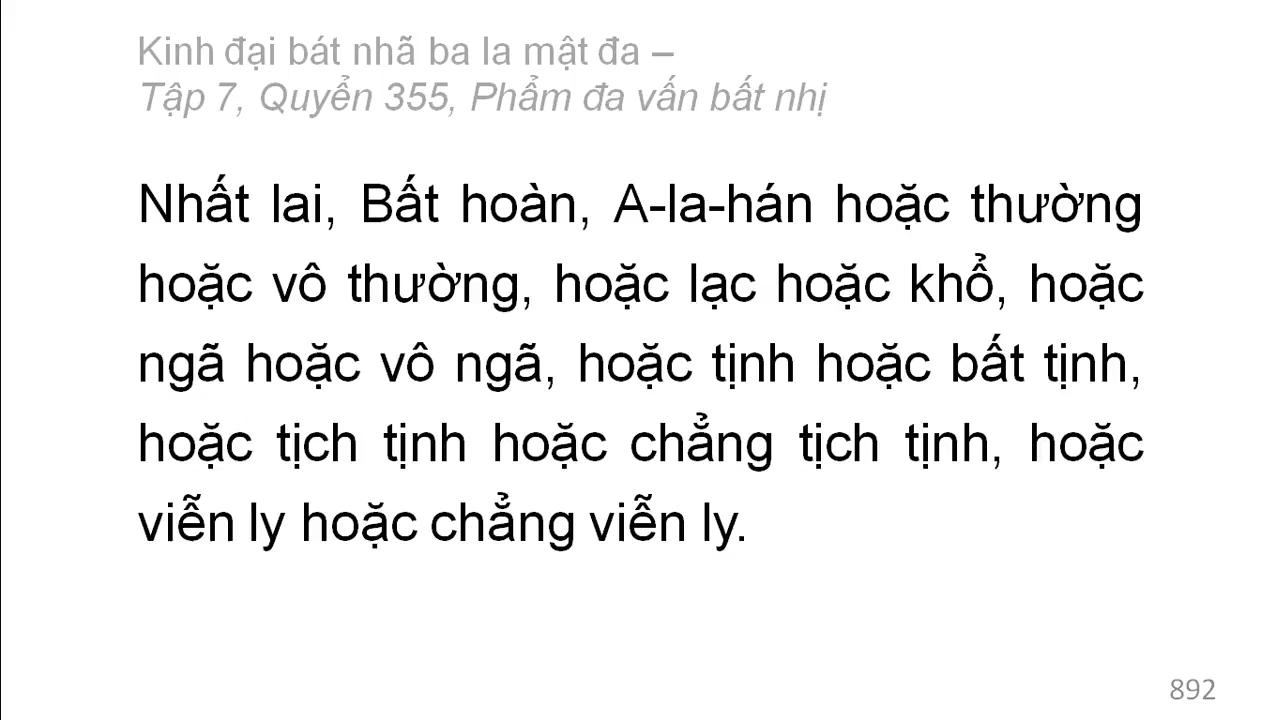 Kinh đại bát nhã ba la mật đa –
Tập 7, Quyển 355, Phẩm đa vấn bất nhị
Nhất lai, Bất hoàn, A-la-hán hoặc thường
hoặc vô thường, hoặc lạc hoặc khổ, hoặc
ngã hoặc vô ngã, hoặc tịnh hoặc bất tịnh,
hoặc tịch tịnh hoặc chẳng tịch tịnh, hoặc
viễn ly hoặc chẳng viễn ly.
892